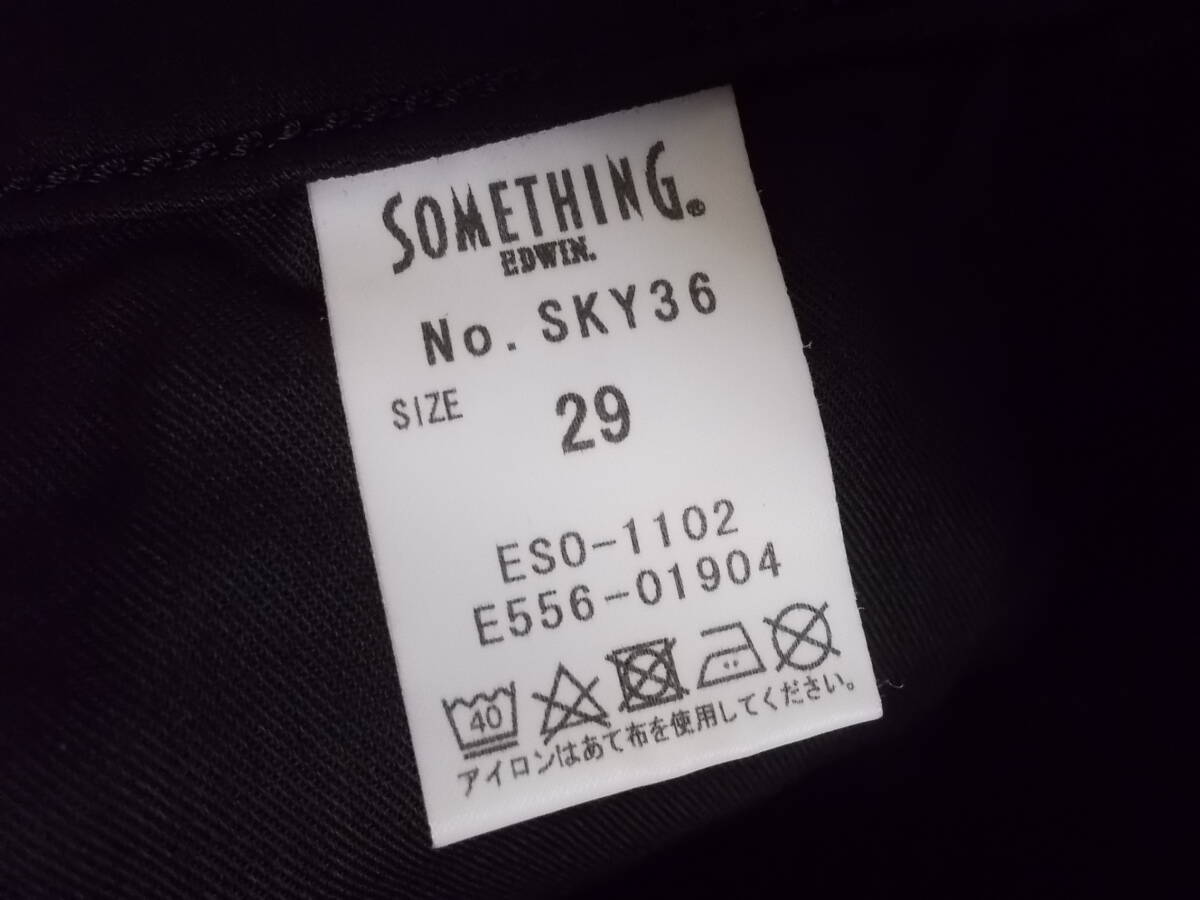 SOMETHING®
EDWIN.
No. SKY36
SIZE 29
ESO-1102
E556-01904
40
アイロンはあて布を使用してください。